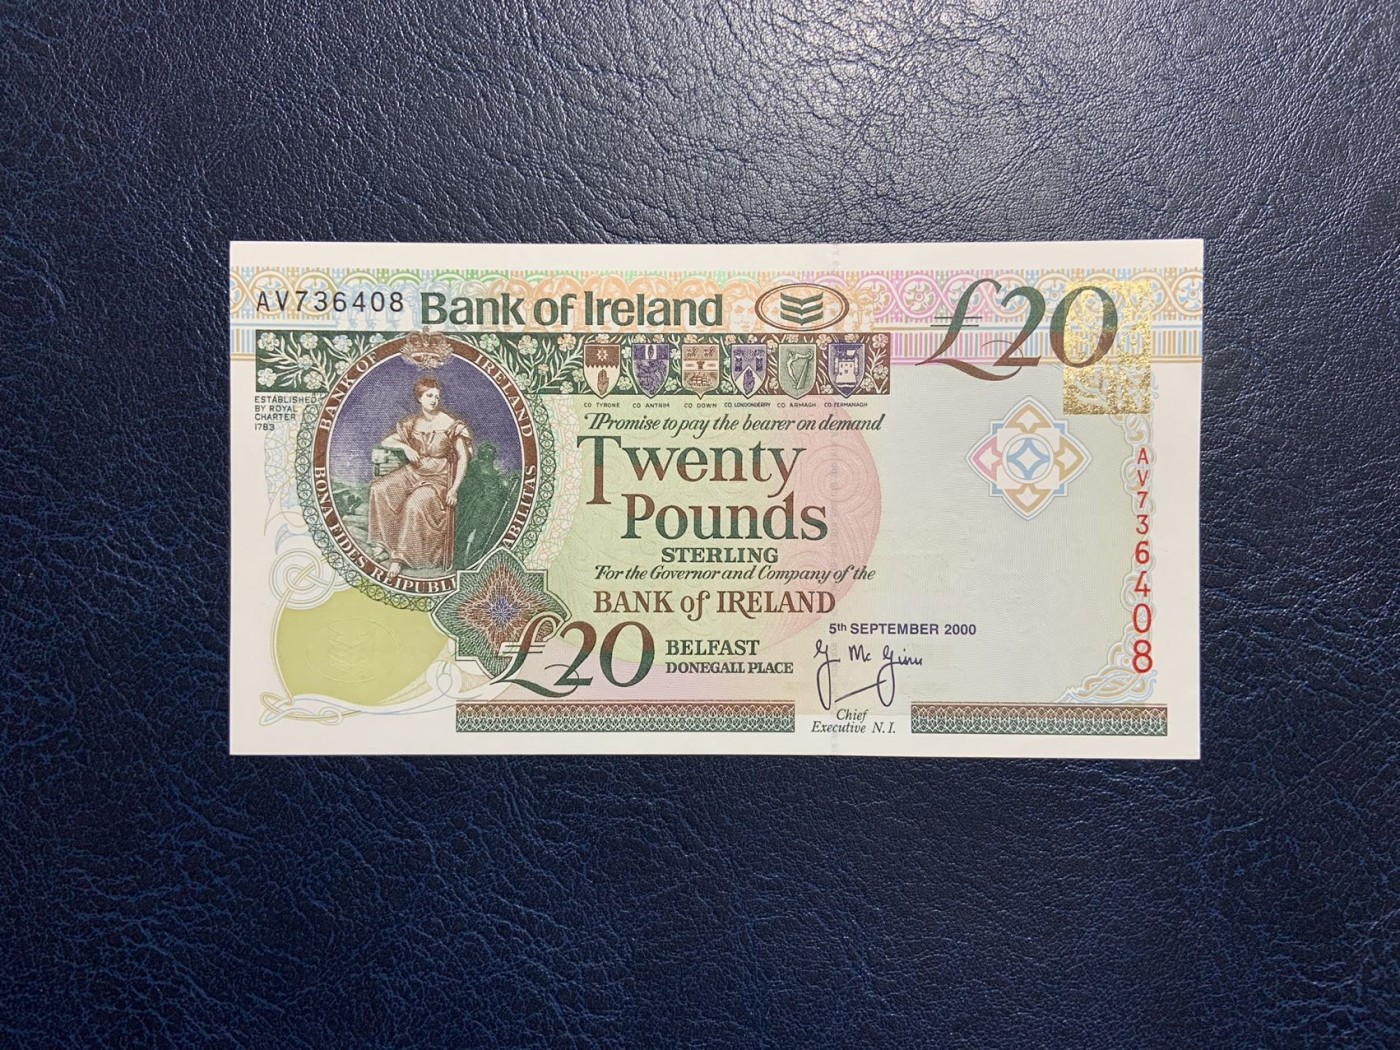 AV736408 Bank of Ireland £20
ESTABLISHED
BY ROYAL
CHARTER
1783
BANK OF IRELAND
BONA FIDES REIPUBLI ABILITAS
CO TYRONE CO ANTRIM CO DOWN CO. LONDONDERRY CO ARMAGH CO. FERMANAGH
I Promise to pay the bearer on demand
Twenty
Pounds
STERLING
For the Governor and Company of the
BANK of IRELAND
£20 BELFAST
DONEGALL PLACE
5th SEPTEMBER 2000
G Mc Ginn
Chief
Executive N. I.
AV736408